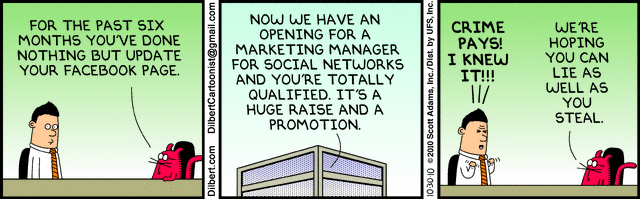 FOR THE PAST SIX
MONTHS YOU'VE DONE
NOTHING BUT UPDATE
YOUR FACEBOOK PAGE.
Dilbert.com DilbertCartoonist@gmail.com
NOW WE HAVE AN
OPENING FOR A
MARKETING MANAGER
FOR SOCIAL NETWORKS
AND YOU'RE TOTALLY
QUALIFIED. IT'S A
HUGE RAISE AND A
PROMOTION.
10-30-10 ©2010 Scott Adams, Inc./Dist. by UFS, Inc.
CRIME
PAYS!
I KNEW
IT!!!
WE'RE
HOPING
YOU CAN
LIE AS
WELL AS
YOU
STEAL.